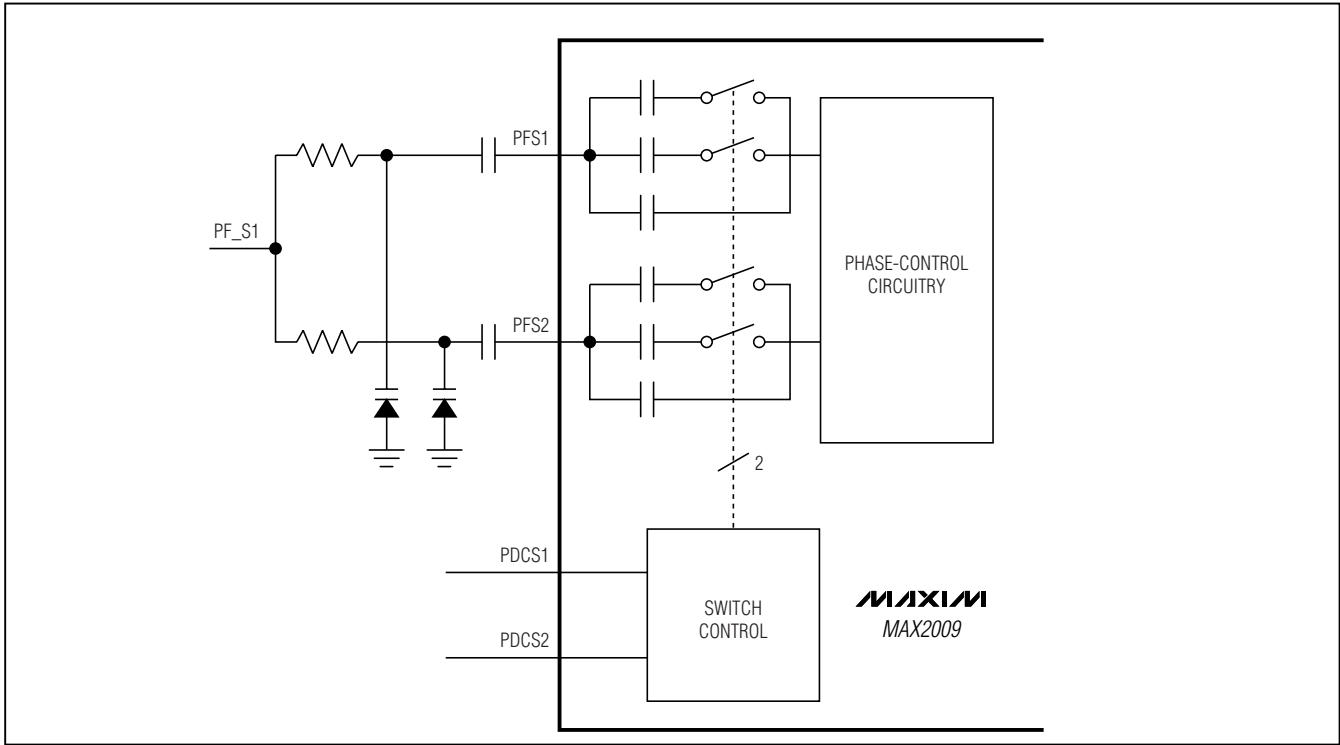 PFS1
PF_S1
PHASE-CONTROL
CIRCUITRY
PFS2
2
PDCS1
SWITCH
CONTROL
MAXIM
MAX2009
PDCS2